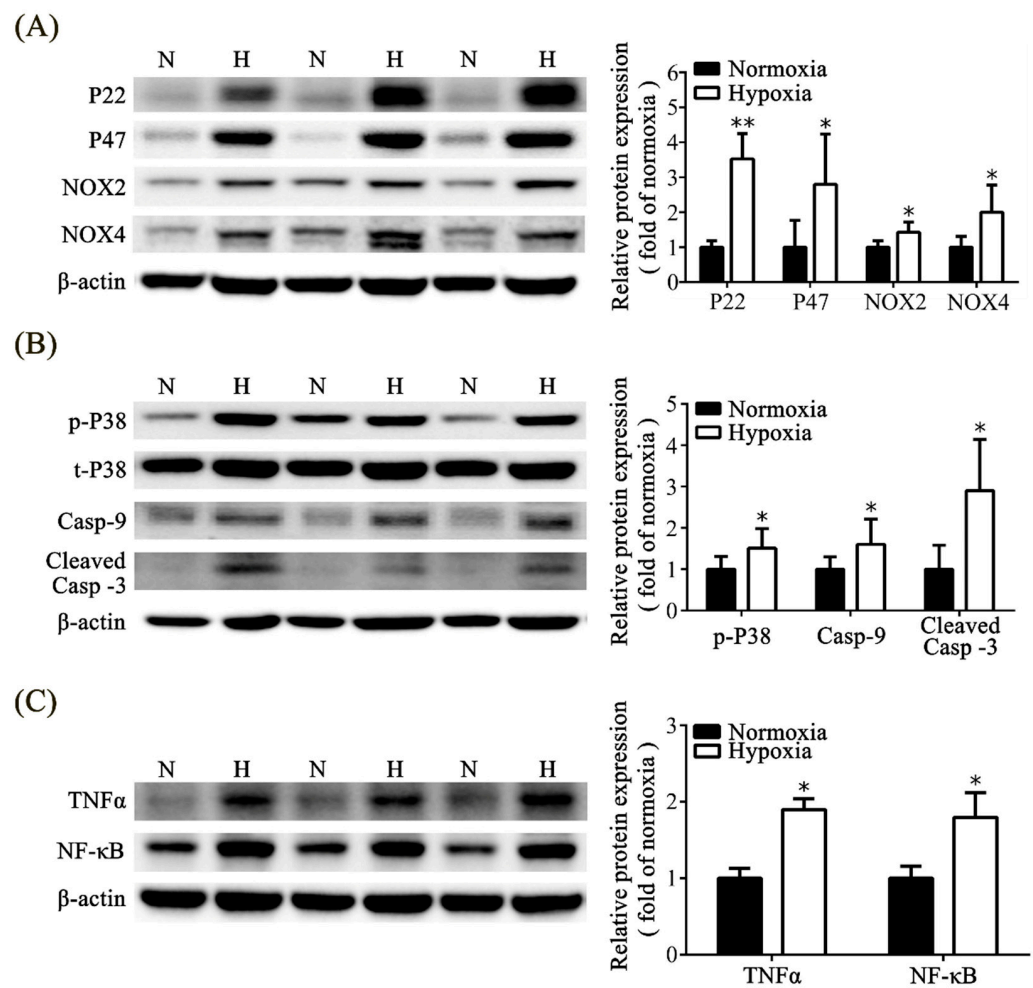 (A)
N H N H N H
P22
P47
NOX2
NOX4
β-actin
Relative protein expression
( fold of normoxia )
Normoxia
Hypoxia
6
5
4
3
2
1
0
** * * *
P22 P47 NOX2 NOX4
(B)
N H N H N H
p-P38
t-P38
Casp-9
Cleaved
Casp -3
β-actin
Relative protein expression
( fold of normoxia )
Normoxia
Hypoxia
5
4
3
2
1
0
* * *
p-P38 Casp-9 Cleaved
Casp -3
(C)
N H N H N H
TNFα
NF-κB
β-actin
Relative protein expression
( fold of normoxia )
Normoxia
Hypoxia
3
2
1
0
* *
TNFα NF-κB